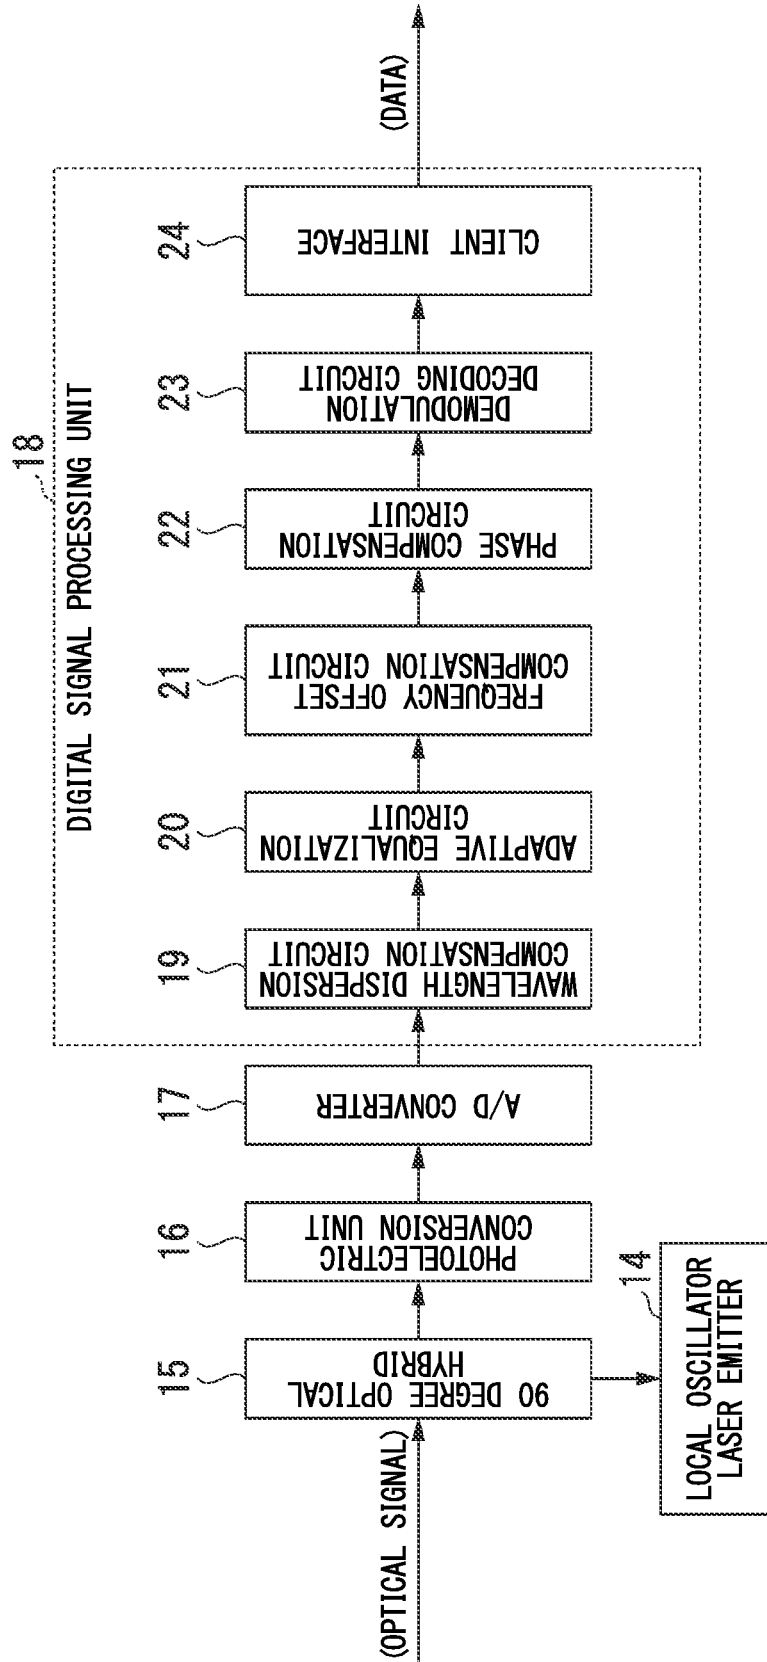 18
DIGITAL SIGNAL PROCESSING UNIT
15
16
17
19
20
21
22
23
24
(OPTICAL SIGNAL)
90 DEGREE OPTICAL
HYBRID
PHOTOELECTRIC
CONVERSION UNIT
A/D CONVERTER
WAVELENGTH DISPERSION
COMPENSATION CIRCUIT
ADAPTIVE EQUALIZATION
CIRCUIT
FREQUENCY OFFSET
COMPENSATION CIRCUIT
PHASE COMPENSATION
CIRCUIT
DEMODULATION
DECODING CIRCUIT
CLIENT INTERFACE
(DATA)
14
LOCAL OSCILLATOR
LASER EMITTER